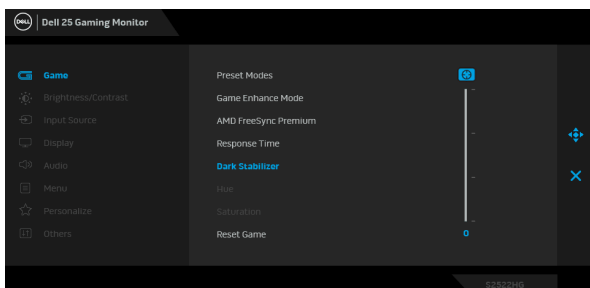 DELL Dell 25 Gaming Monitor
Game
Brightness/Contrast
Input Source
Display
Audio
Menu
Personalize
Others
Preset Modes
Game Enhance Mode
AMD FreeSync Premium
Response Time
Dark Stabilizer
Hue
Saturation
Reset Game
0
S2522HG